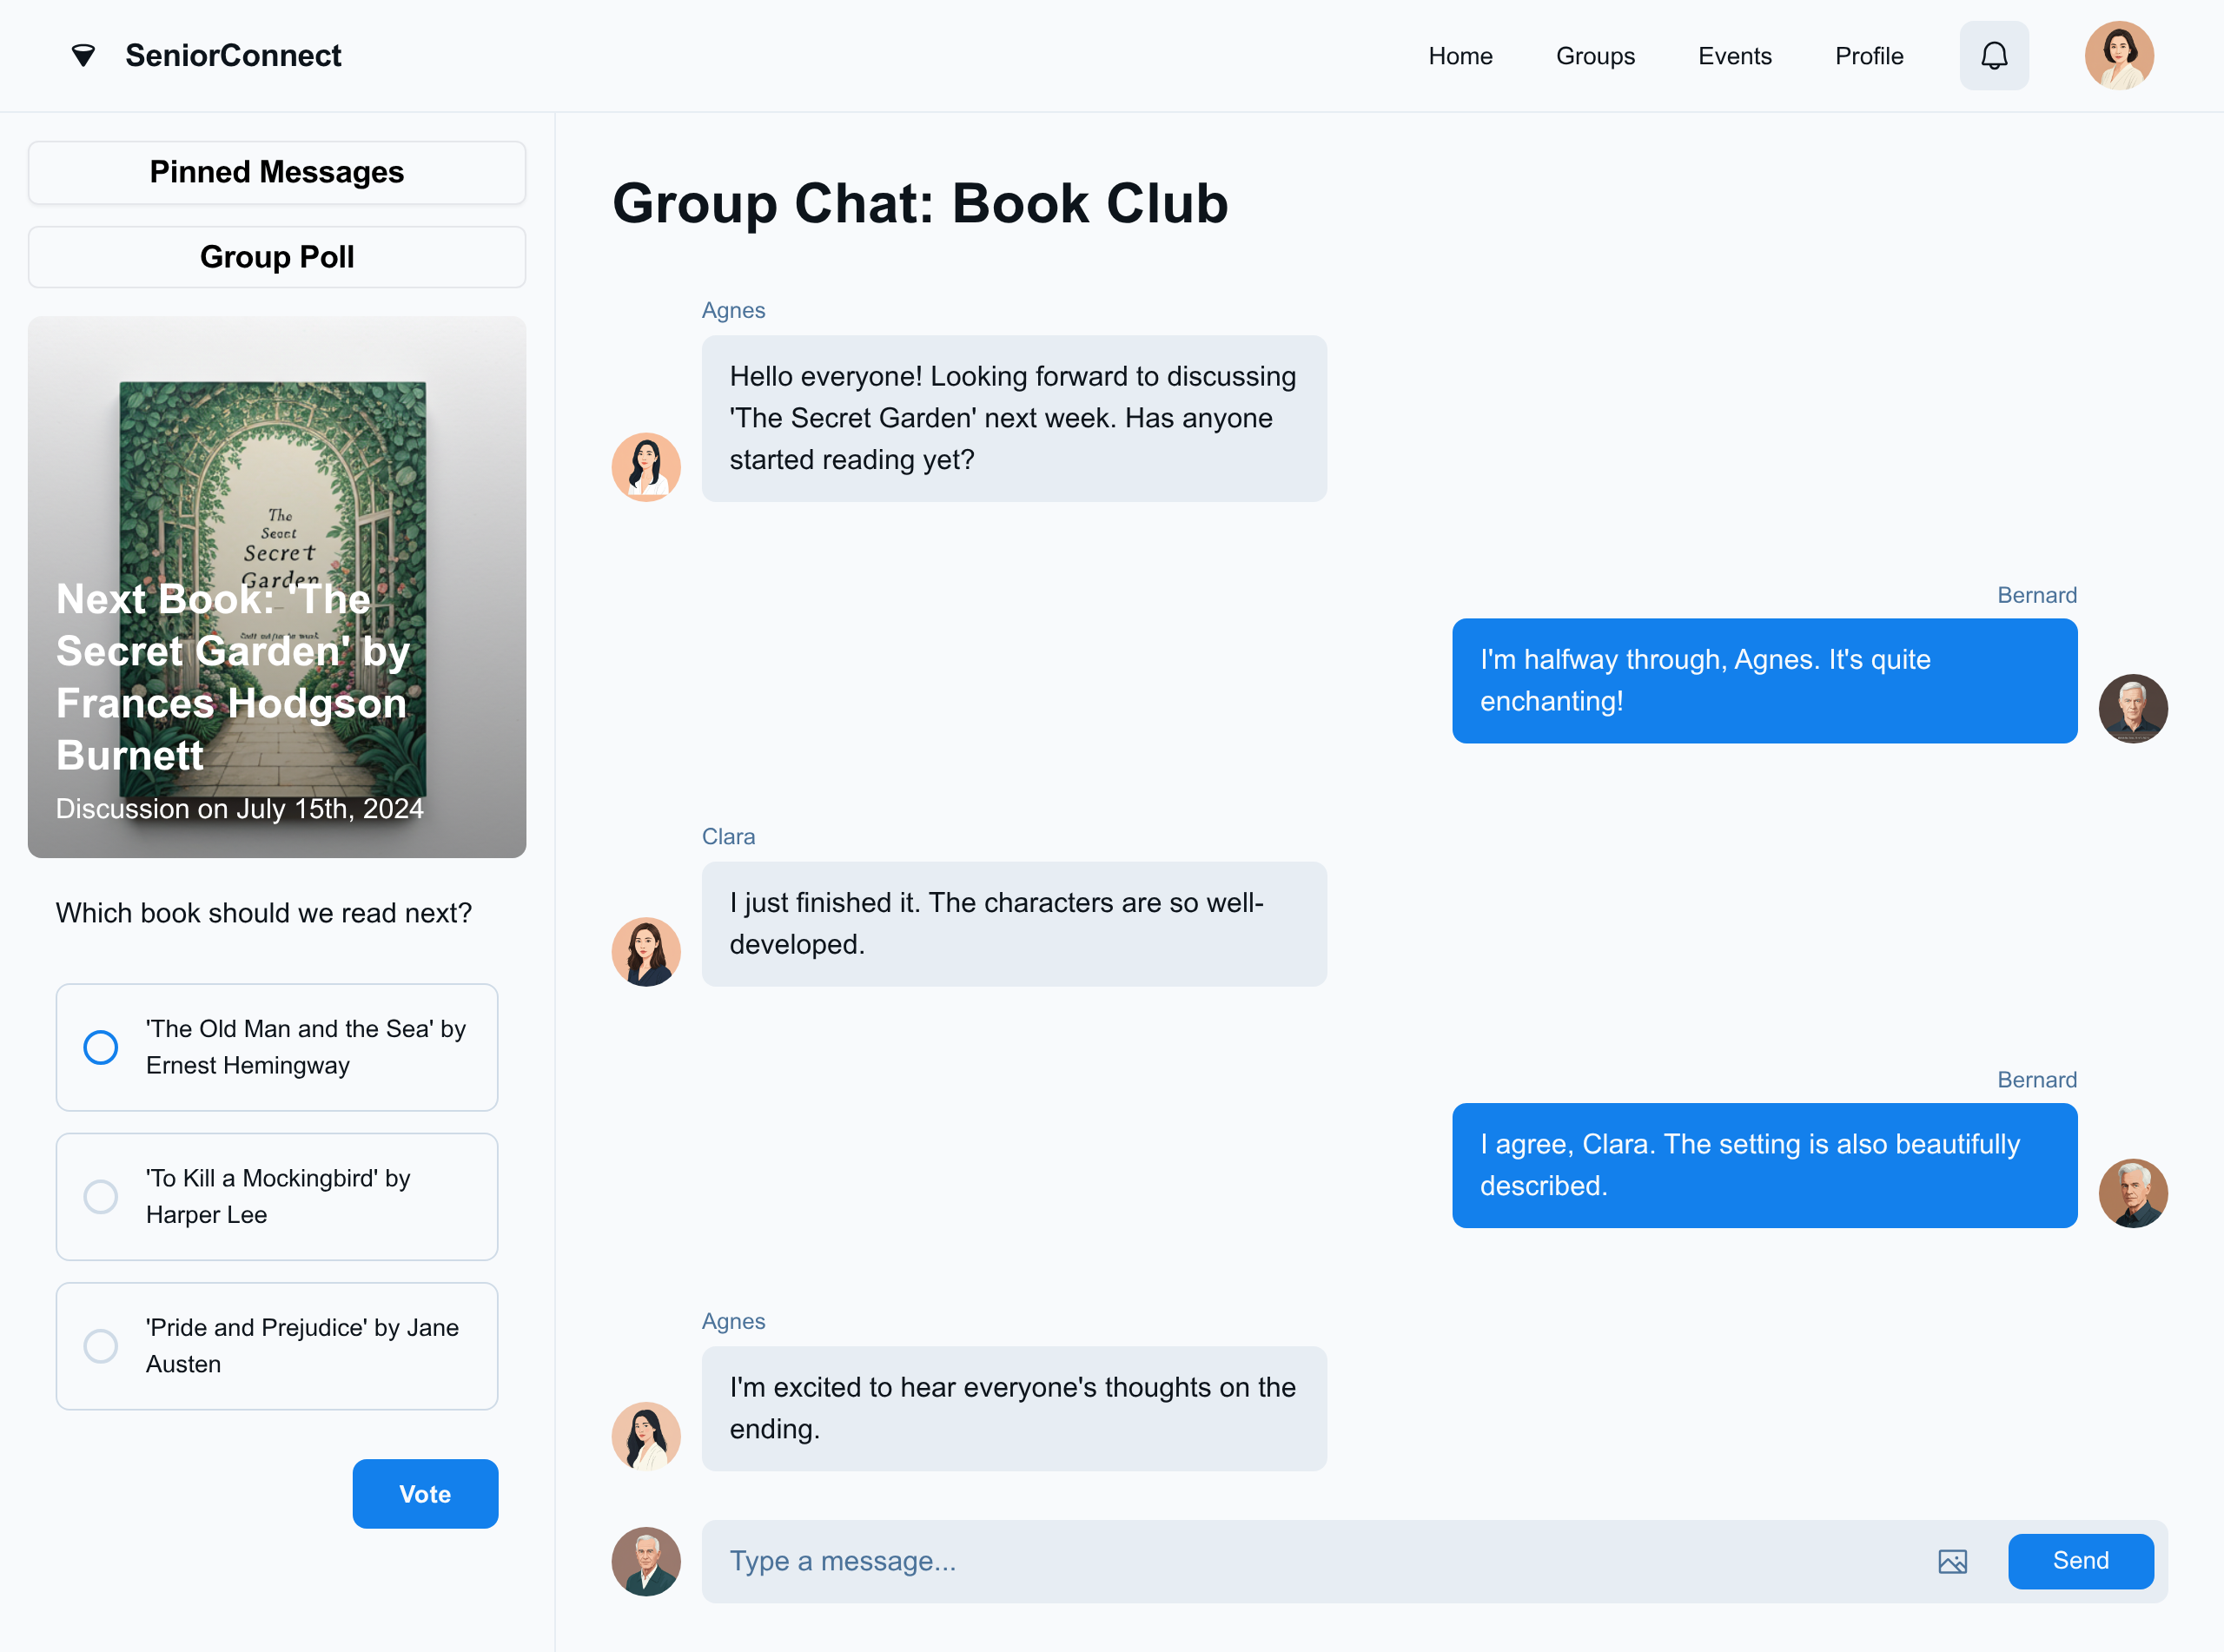 SeniorConnect
Home
Groups
Events
Profile
Pinned Messages
Group Poll
The
Secret
Garden
Next Book: 'The
Secret Garden' by
Frances Hodgson
Burnett
Discussion on July 15th, 2024
Which book should we read next?
'The Old Man and the Sea' by
Ernest Hemingway
'To Kill a Mockingbird' by
Harper Lee
'Pride and Prejudice' by Jane
Austen
Vote
Group Chat: Book Club
Agnes
Hello everyone! Looking forward to discussing
'The Secret Garden' next week. Has anyone
started reading yet?
Bernard
I'm halfway through, Agnes. It's quite
enchanting!
Clara
I just finished it. The characters are so well-
developed.
Bernard
I agree, Clara. The setting is also beautifully
described.
Agnes
I'm excited to hear everyone's thoughts on the
ending.
Type a message...
Send